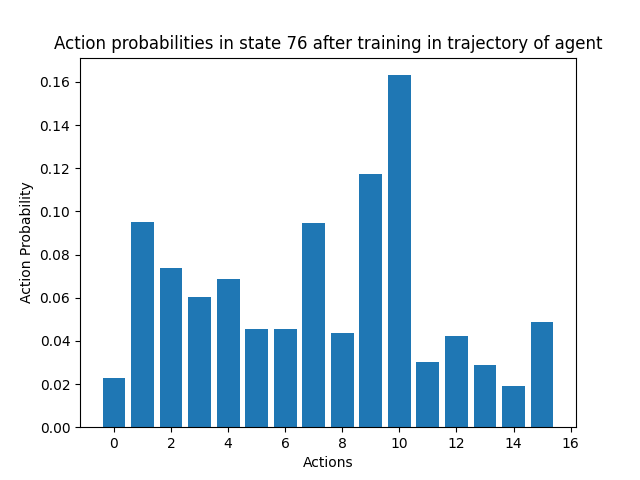 Action probabilities in state 76 after training in trajectory of agent
0.16
0.14
0.12
0.10
0.08
0.06
0.04
0.02
0.00
Action Probability
0 2 4 6 8 10 12 14 16
Actions